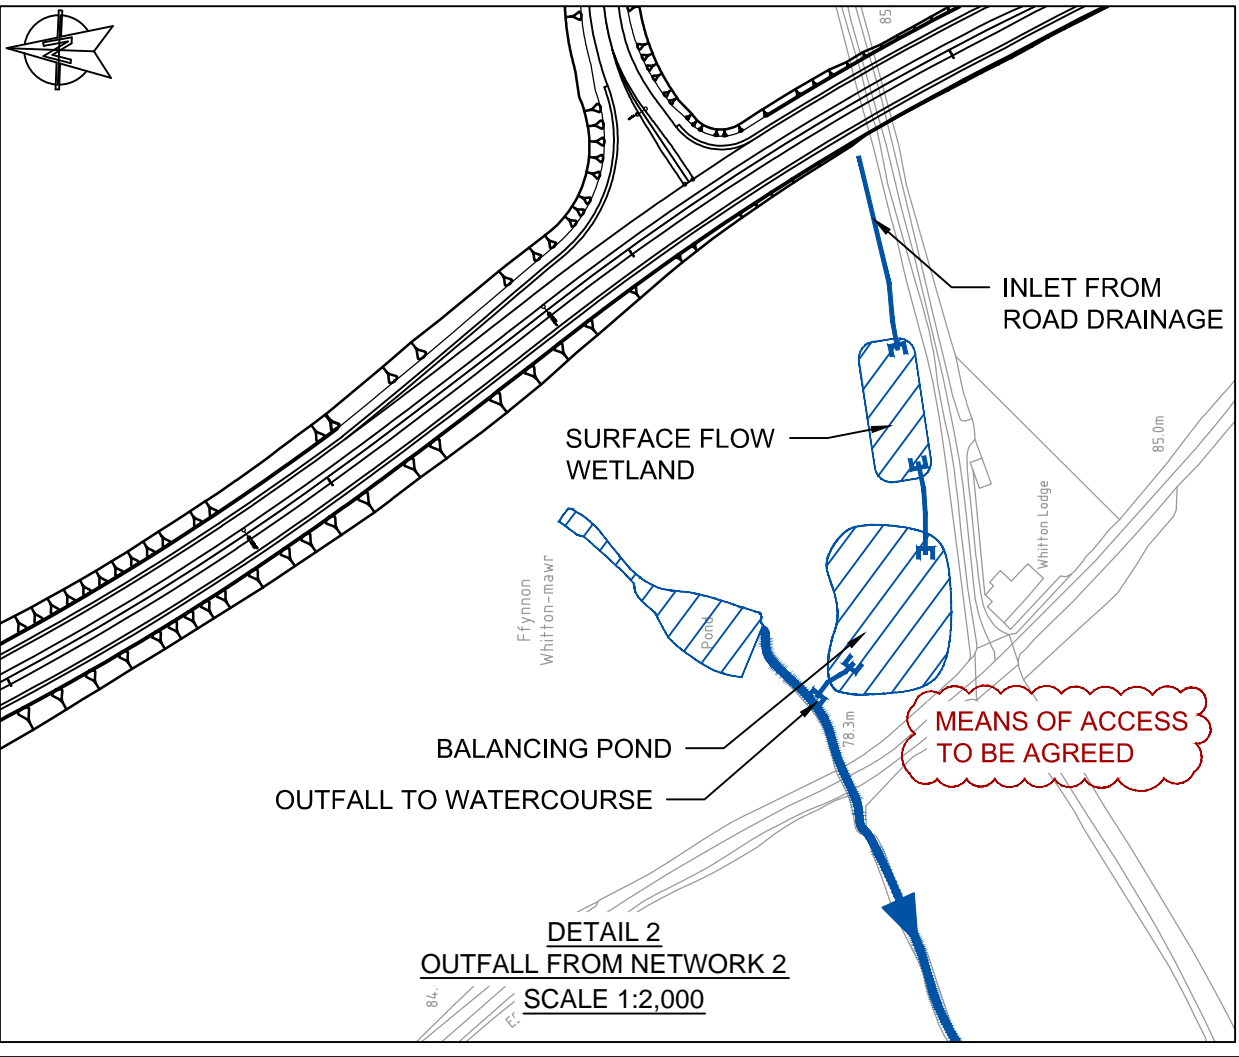 N
85.
INLET FROM
ROAD DRAINAGE
SURFACE FLOW
WETLAND
85.0m
Whitton Lodge
Ffynnon
Whitton-mawr
Pond
78.3m
MEANS OF ACCESS
TO BE AGREED
BALANCING POND
OUTFALL TO WATERCOURSE
DETAIL 2
OUTFALL FROM NETWORK 2
SCALE 1:2,000
84.